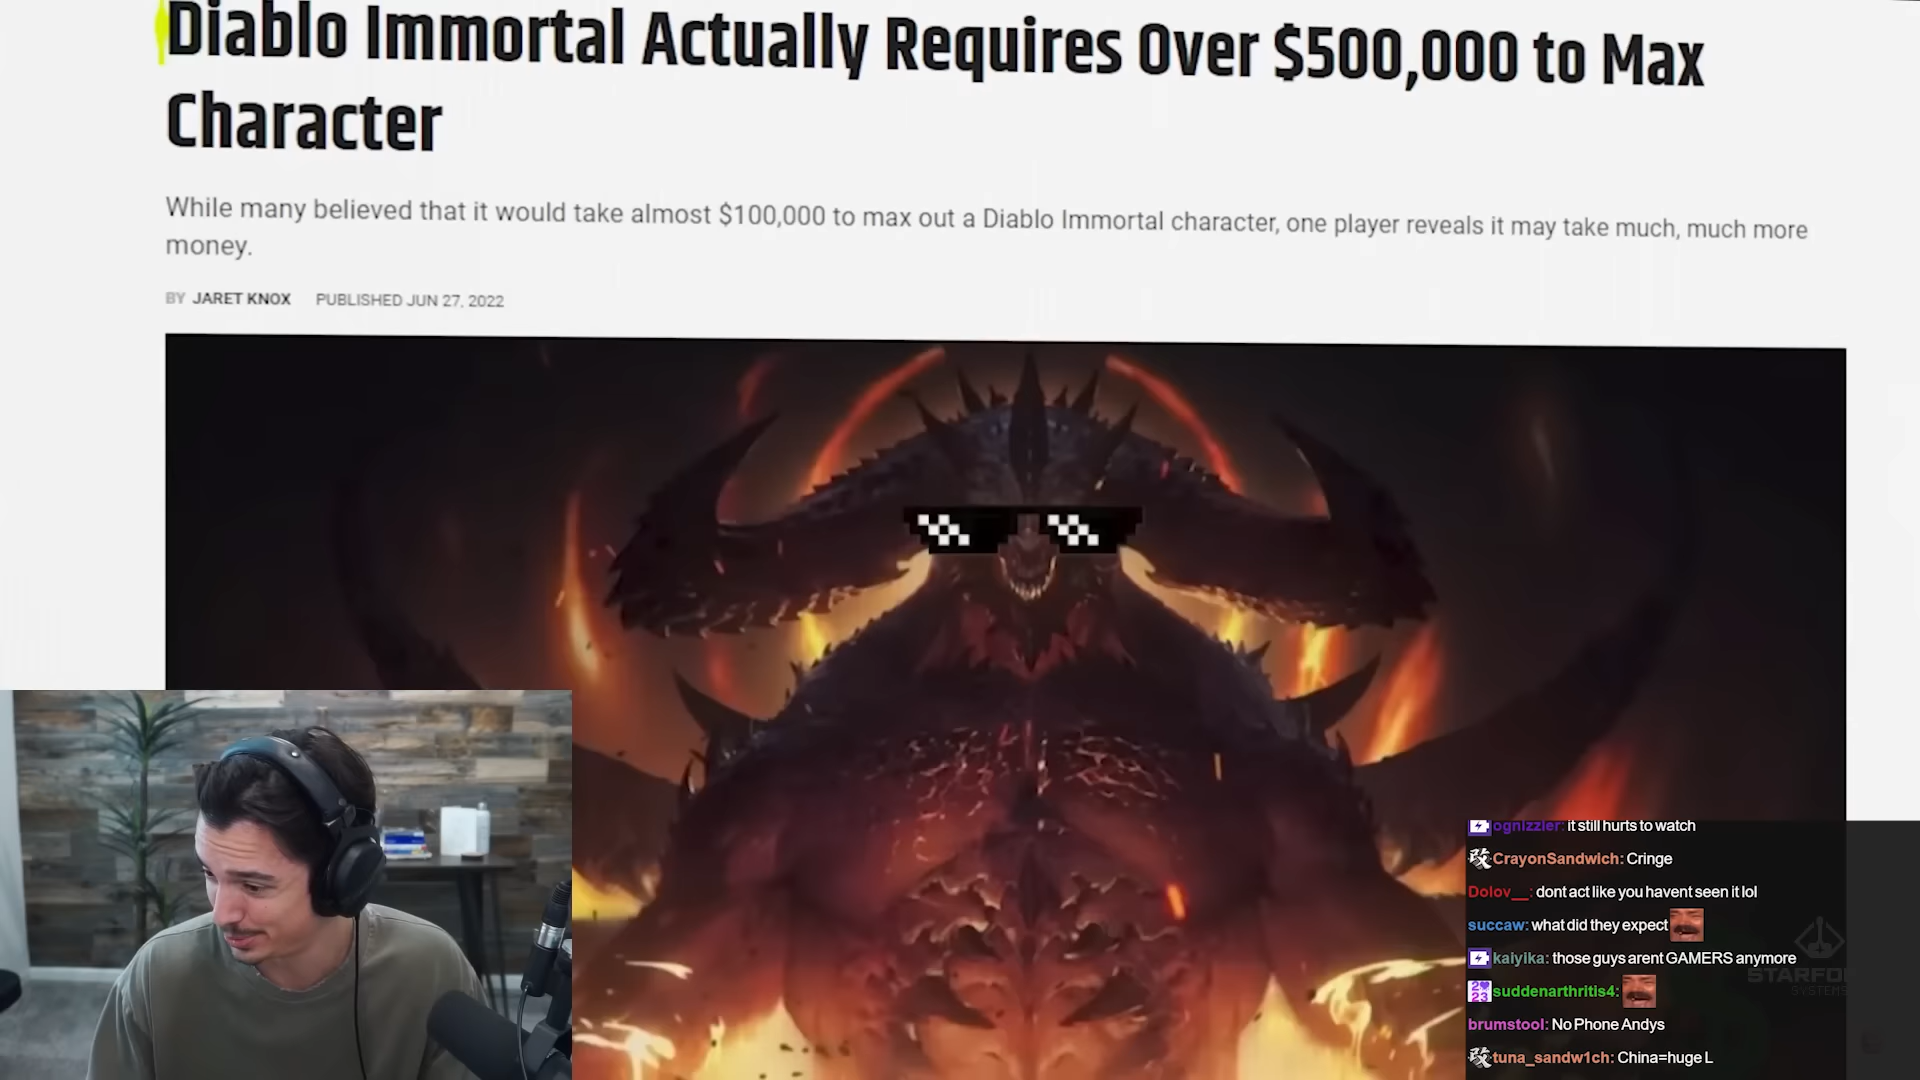 Diablo Immortal Actually Requires Over $500,000 to Max
Character
While many believed that it would take almost $100,000 to max out a Diablo Immortal character, one player reveals it may take much, much more
money.
BY JARET KNOX PUBLISHED JUN 27, 2022
ognizzler: it still hurts to watch
改 CrayonSandwich: Cringe
Dolov__: dont act like you havent seen it lol
succaw: what did they expect
kalyika: those guys arent GAMERS anymore
suddenarthritis4:
brumstool: No Phone Andys
改 tuna_sandw1ch: China=huge L
STARFO
SYSTEMS